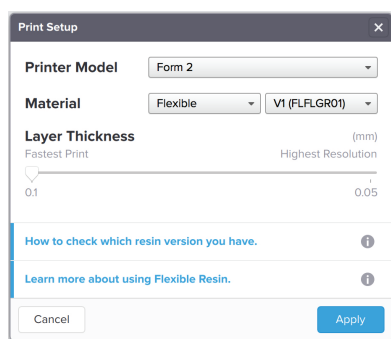 Print Setup
Printer Model Form 2
Material Flexible V1 (FLFLGR01)
Layer Thickness (mm)
Fastest Print Highest Resolution
0.1 0.05
How to check which resin version you have.
Learn more about using Flexible Resin.
Cancel Apply